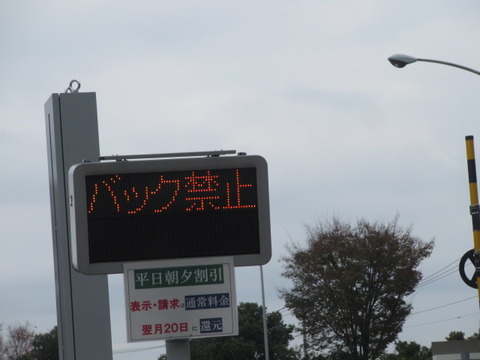 バック禁止
平日朝夕割引
表示・請求は通常料金
翌月20日に還元